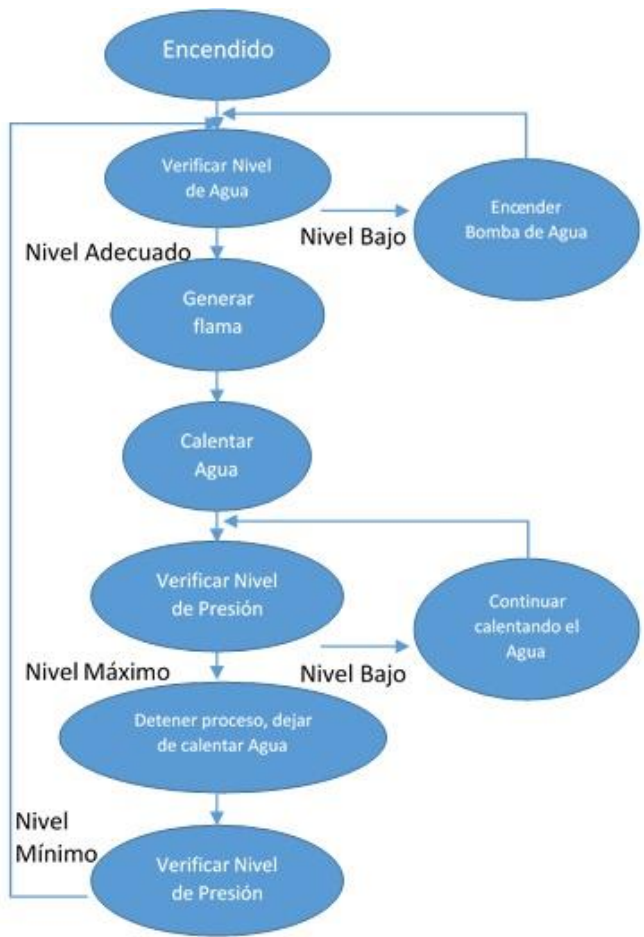 Encendido
Verificar Nivel
de Agua
Encender
Bomba de Agua
Nivel Bajo
Nivel Adecuado
Generar
flama
Calentar
Agua
Verificar Nivel
de Presión
Continuar
calentando el
Agua
Nivel Máximo
Nivel Bajo
Detener proceso, dejar
de calentar Agua
Nivel
Mínimo
Verificar Nivel
de Presión